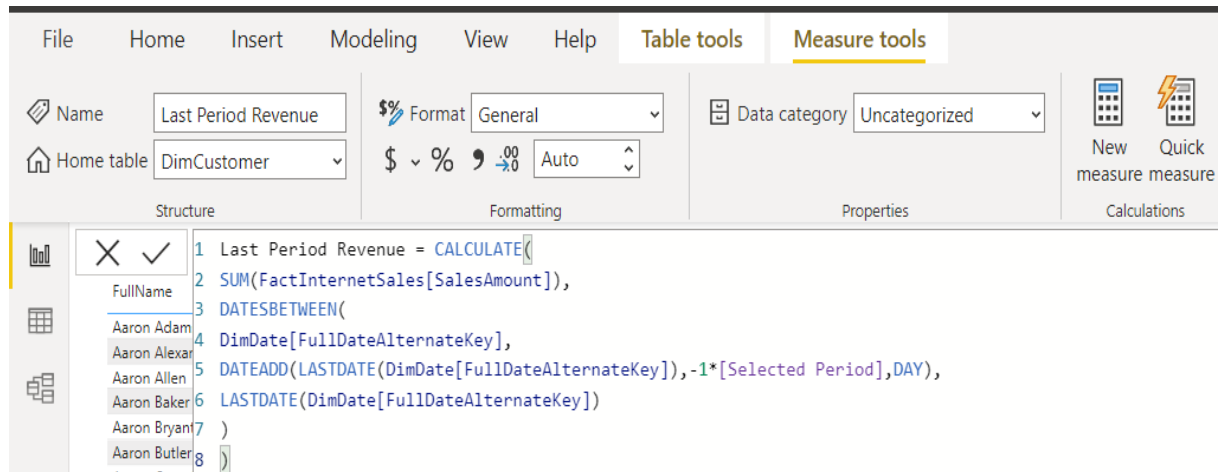 File Home Insert Modeling View Help Table tools Measure tools
Name Last Period Revenue $% Format General Data category Uncategorized
Home table DimCustomer $ % 9 .00 →.0 Auto New measure Quick measure
Structure Formatting Properties Calculations
1 Last Period Revenue = CALCULATE(
FullName 2 SUM(FactInternetSales[SalesAmount]),
3 DATESBETWEEN(
Aaron Adam 4 DimDate[FullDateAlternateKey],
Aaron Alexar
Aaron Allen 5 DATEADD(LASTDATE(DimDate[FullDateAlternateKey]),-1*[Selected Period],DAY),
Aaron Baker 6 LASTDATE(DimDate[FullDateAlternateKey])
Aaron Bryant 7 )
Aaron Butler 8 )